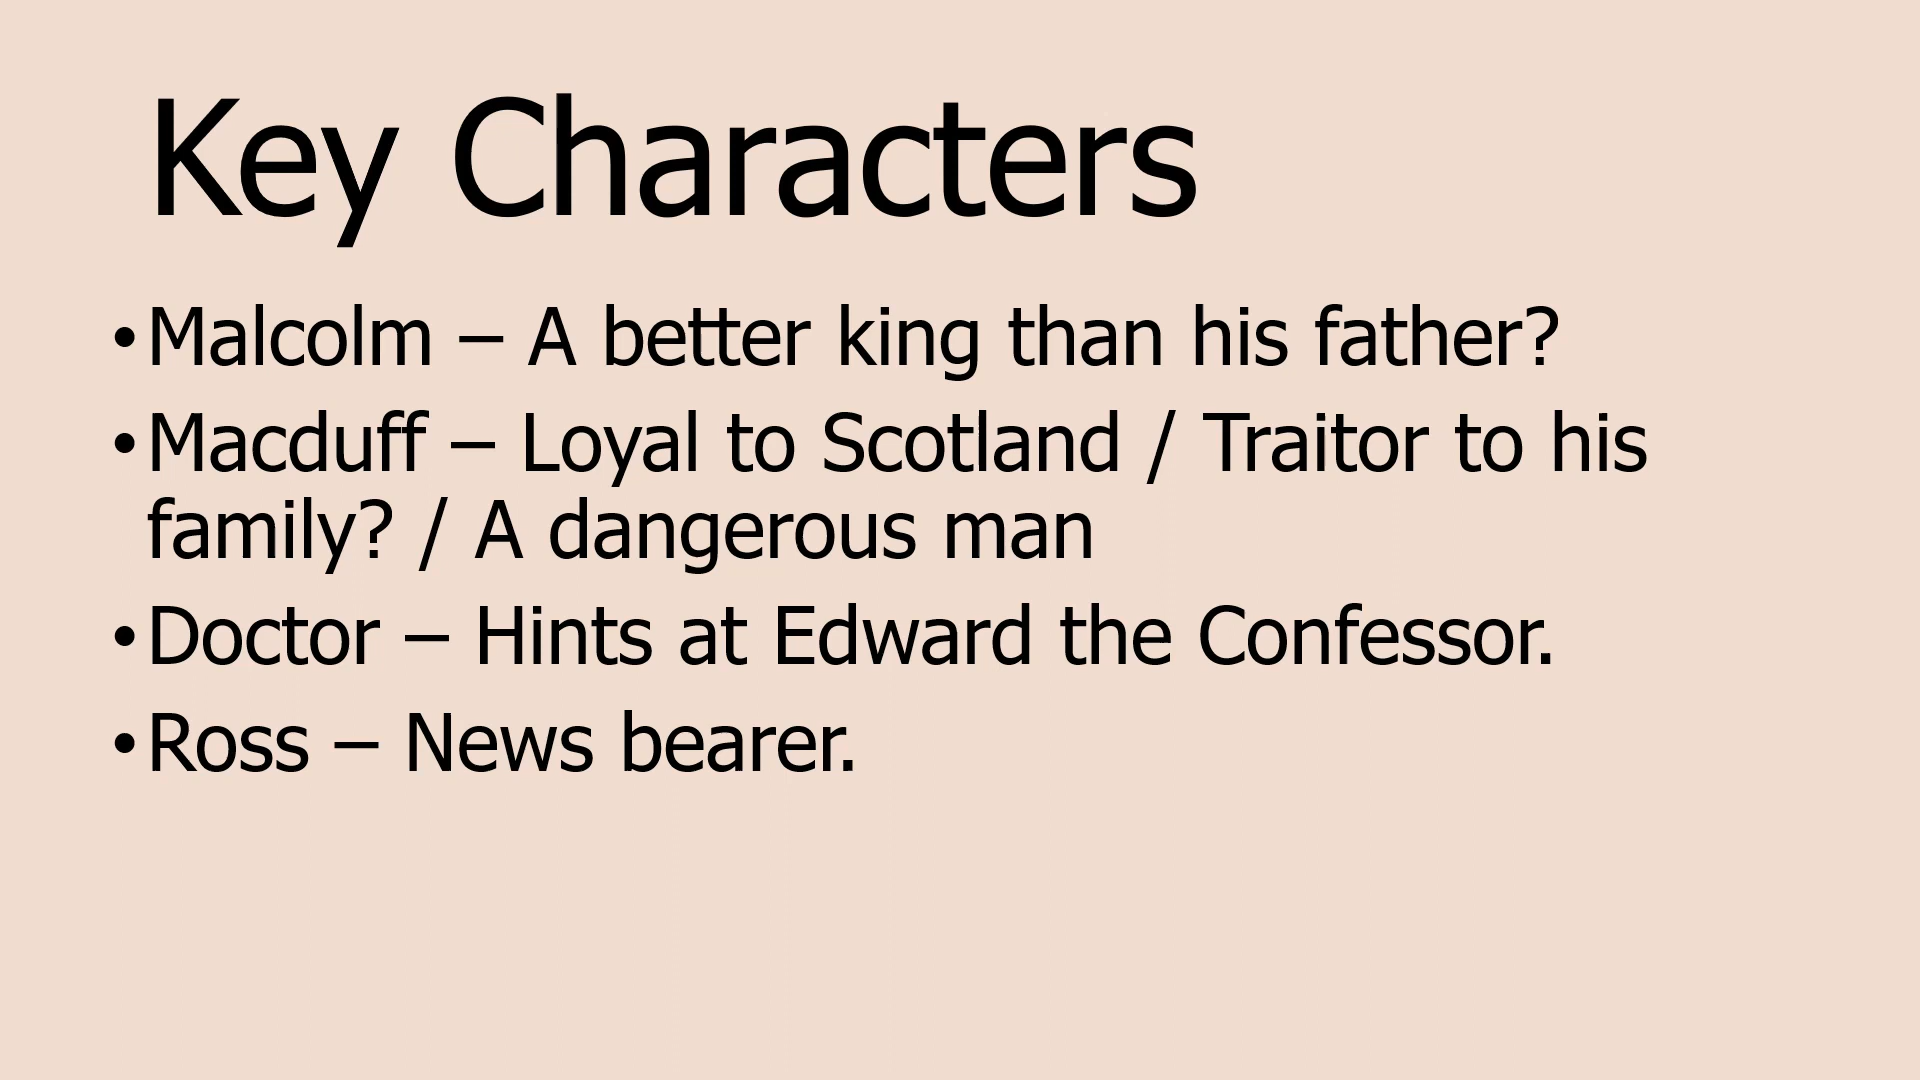 Key Characters
•Malcolm – A better king than his father?
•Macduff – Loyal to Scotland / Traitor to his
family? / A dangerous man
•Doctor – Hints at Edward the Confessor.
•Ross – News bearer.